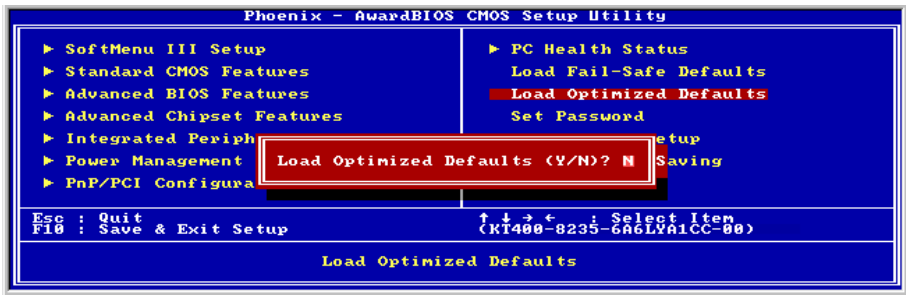 Phoenix - AwardBIOS CMOS Setup Utility
► SoftMenu III Setup
► Standard CMOS Features
► Advanced BIOS Features
► Advanced Chipset Features
► Integrated Periph
► Power Management
► PnP/PCI Configura
► PC Health Status
Load Fail-Safe Defaults
Load Optimized Defaults
Set Password
etup
Saving
Load Optimized Defaults (Y/N)? N
Esc : Quit
F10 : Save & Exit Setup
↑ ↓ → ← : Select Item
(KT400-8235-6A6LYA1CC-00)
Load Optimized Defaults